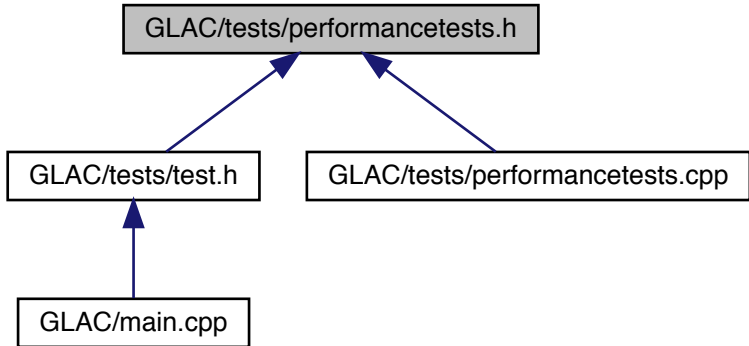 GLAC/tests/performancetests.h
GLAC/tests/test.h
GLAC/tests/performancetests.cpp
GLAC/main.cpp